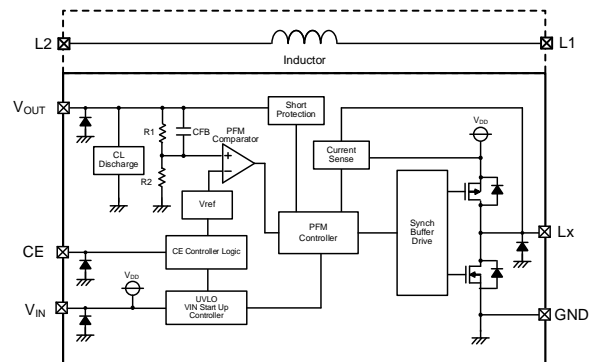 L2
L1
Inductor
VOUT
Short
Protection
R1
CFB
PFM
Comparator
VDD
CL
Discharge
Current
Sense
+
−
R2
Vref
PFM
Controller
Synch
Buffer
Drive
Lx
CE
CE Controller Logic
VDD
VIN
UVLO
VIN Start Up
Controller
GND